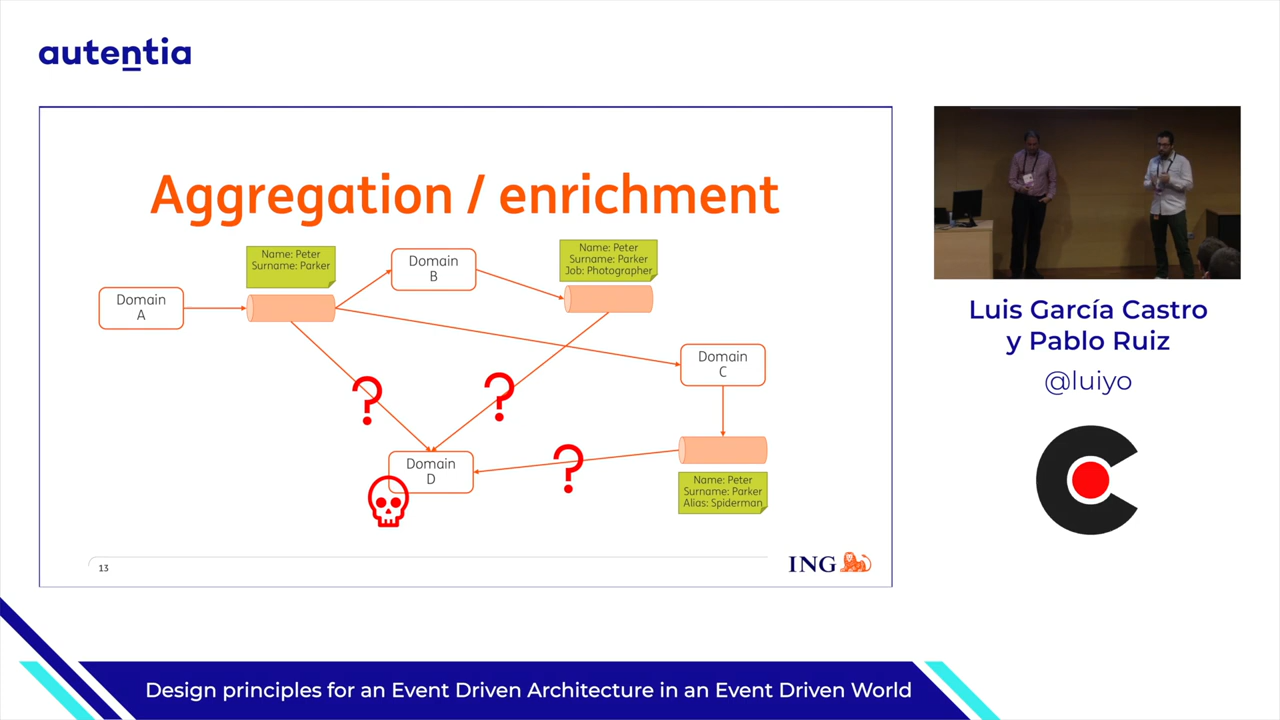 autentia
Aggregation / enrichment
Name: Peter
Surname: Parker
Domain
B
Name: Peter
Surname: Parker
Job: Photographer
Domain
A
Domain
C
?
?
?
Domain
D
Name: Peter
Surname: Parker
Alias: Spiderman
13
ING
Luis García Castro
y Pablo Ruiz
@luiyo
Design principles for an Event Driven Architecture in an Event Driven World